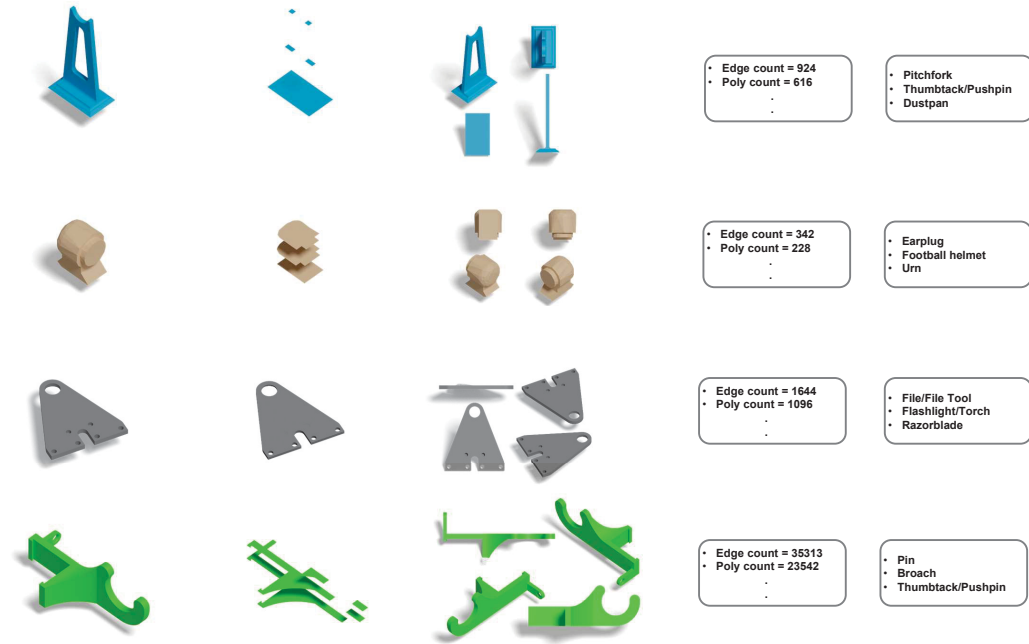 • Edge count = 924
• Poly count = 616
.
.
• Pitchfork
• Thumbtack/Pushpin
• Dustpan
• Edge count = 342
• Poly count = 228
.
.
• Earplug
• Football helmet
• Urn
• Edge count = 1644
• Poly count = 1096
.
.
• File/File Tool
• Flashlight/Torch
• Razorblade
• Edge count = 35313
• Poly count = 23542
.
.
• Pin
• Broach
• Thumbtack/Pushpin